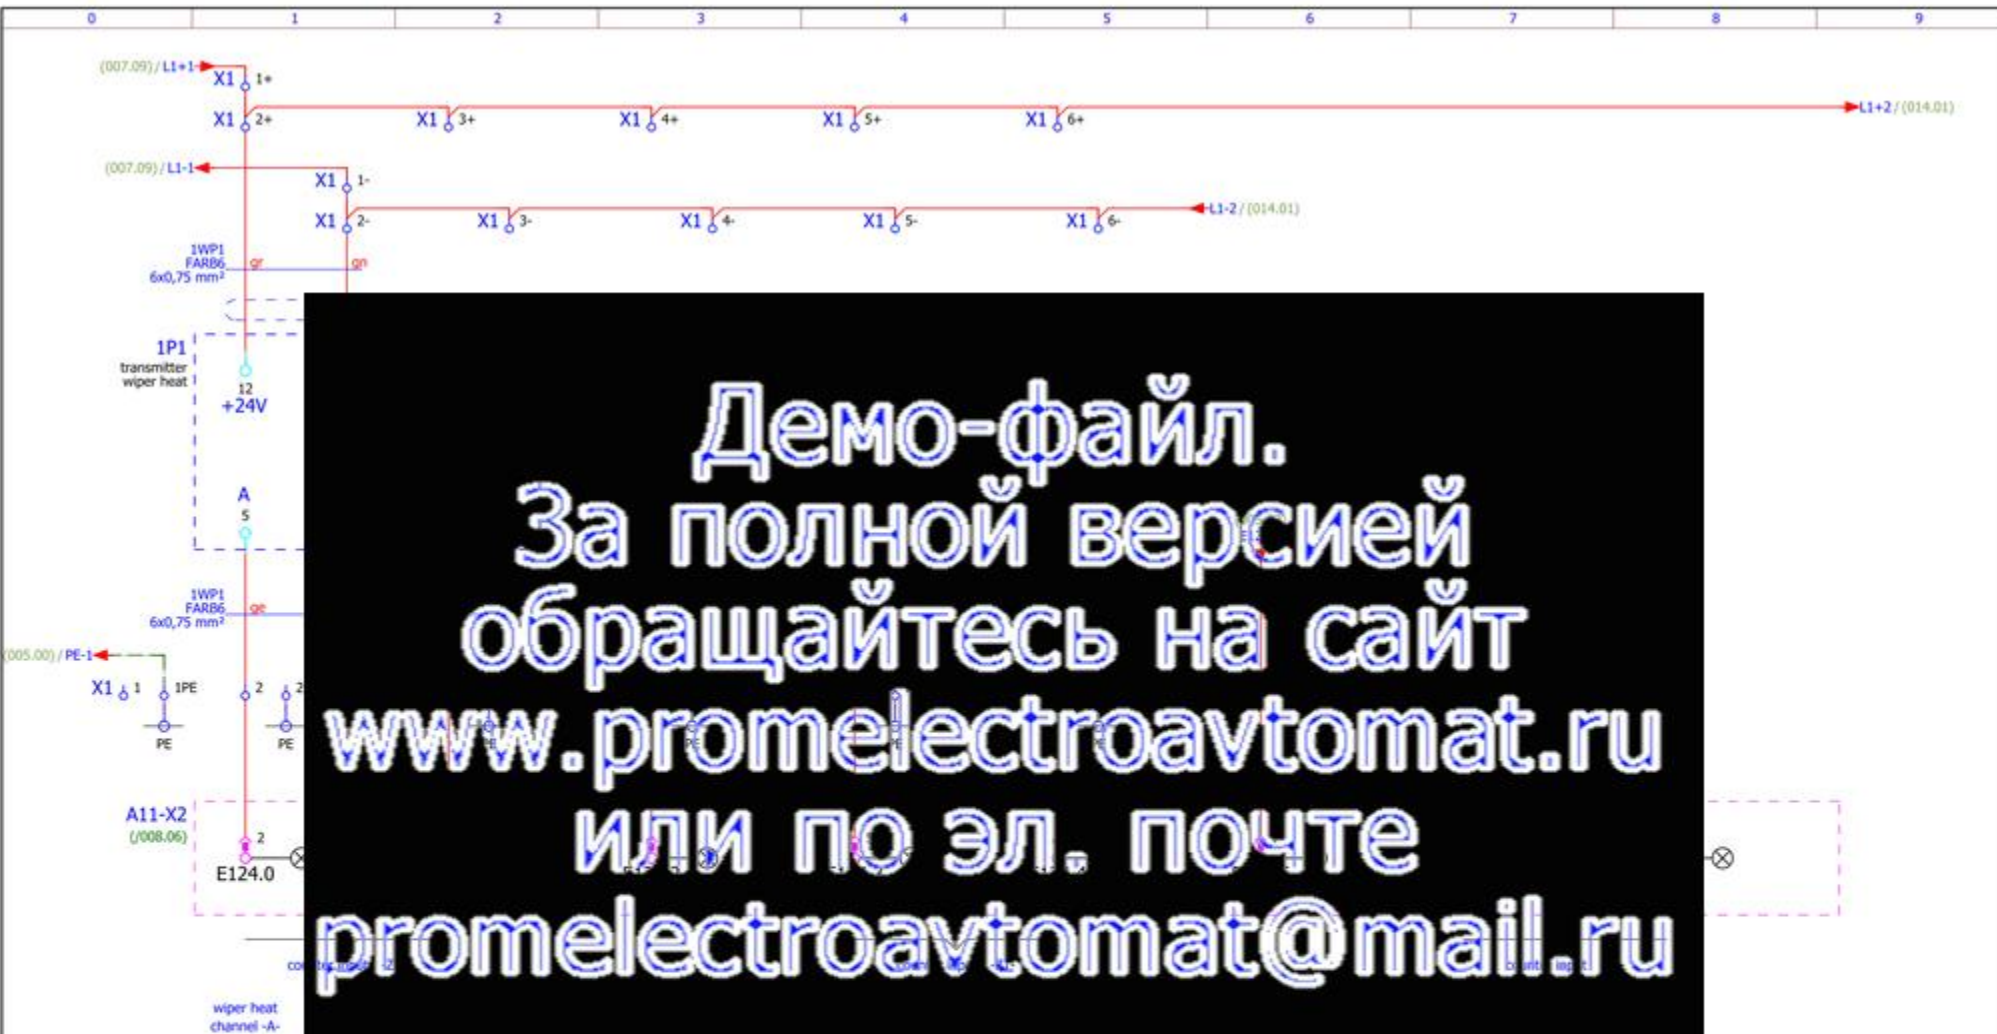 0 1 2 3 4 5 6 7 8 9
(007.09)/L1+1 X1 1+
X1 2+ X1 3+ X1 4+ X1 5+ X1 6+ L1+2/(014.01)
(007.09)/L1-1
X1 1-
X1 2- X1 3- X1 4- X1 5- X1 6- L1-2/(014.01)
1WP1
FARB6 gr gn
6x0,75 mm²
1P1
transmitter
wiper heat
12
+24V
A
5
1WP1
FARB6 ge
6x0,75 mm²
(005.00)/PE-1
X1 1 1PE 2 2
PE PE
A11-X2
(/008.06)
2
E124.0
wiper heat
channel -A-
Демо-файл.
За полной версией
обращайтесь на сайт
www.promelectroavtomat.ru
или по эл. почте
promelectroavtomat@mail.ru